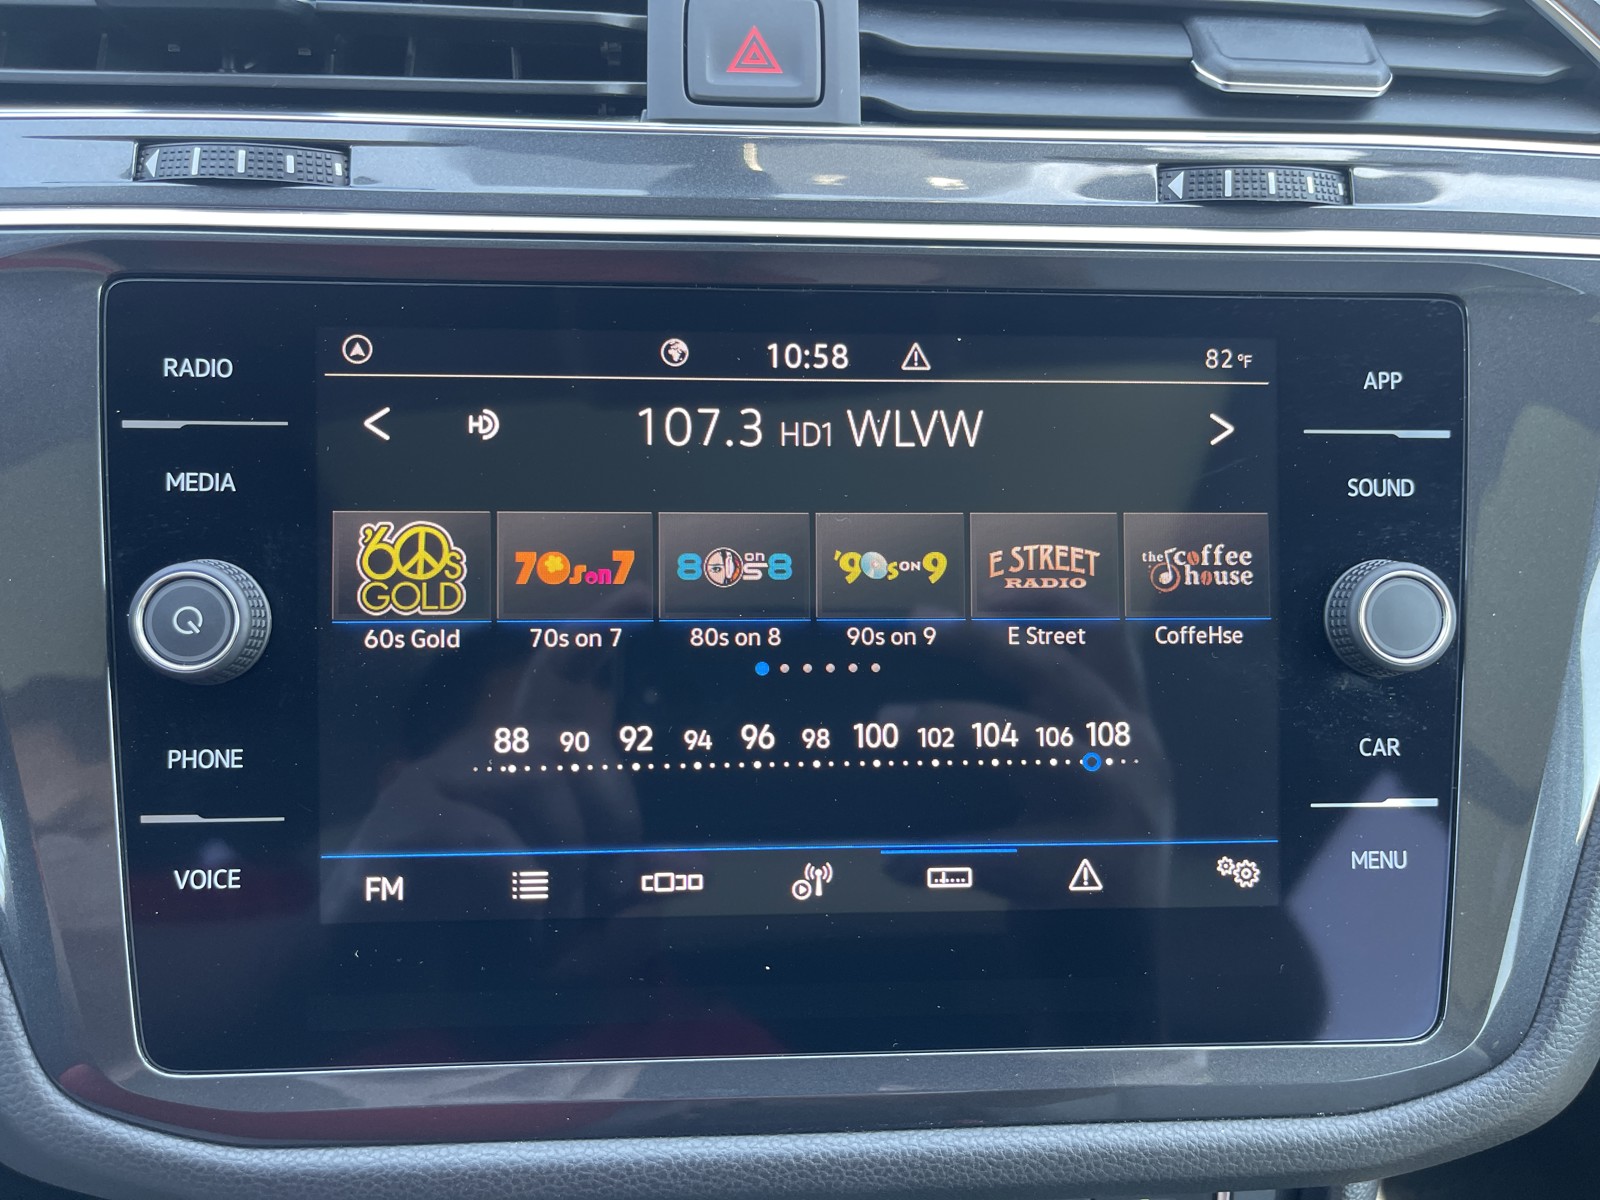 RADIO
MEDIA
PHONE
VOICE
10:58
82°F
HD
107.3 HD1 WLVW
'60s
GOLD
70s on 7
80s on 8
'90s ON 9
E STREET
RADIO
the coffee
house
60s Gold
70s on 7
80s on 8
90s on 9
E Street
CoffeHse
88 90 92 94 96 98 100 102 104 106 108
FM
APP
SOUND
CAR
MENU